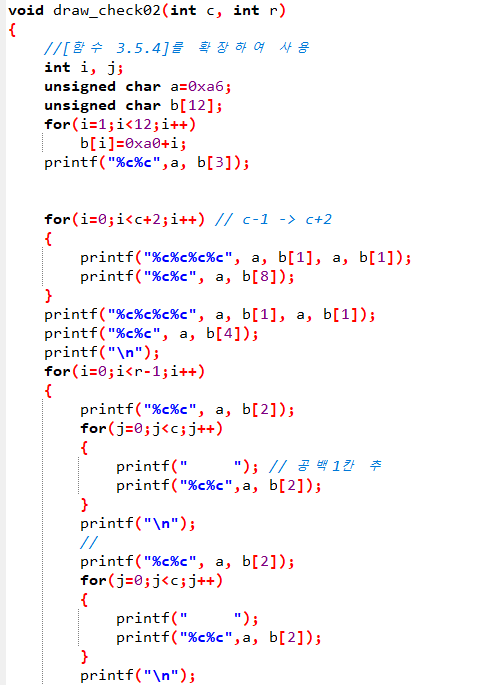 void draw_check02(int c, int r)
{
    //[함수 3.5.4]를 확장하여 사용
    int i, j;
    unsigned char a=0xa6;
    unsigned char b[12];
    for(i=1;i<12;i++)
        b[i]=0xa0+i;
    printf("%c%c",a, b[3]);
    for(i=0;i<c+2;i++) // c-1 -> c+2
    {
        printf("%c%c%c%c", a, b[1], a, b[1]);
        printf("%c%c", a, b[8]);
    }
    printf("%c%c%c%c", a, b[1], a, b[1]);
    printf("%c%c", a, b[4]);
    printf("\n");
    for(i=0;i<r-1;i++)
    {
        printf("%c%c", a, b[2]);
        for(j=0;j<c;j++)
        {
            printf("     "); // 공백 1칸 추
            printf("%c%c",a, b[2]);
        }
        printf("\n");
        //
        printf("%c%c", a, b[2]);
        for(j=0;j<c;j++)
        {
            printf("     ");
            printf("%c%c",a, b[2]);
        }
        printf("\n");